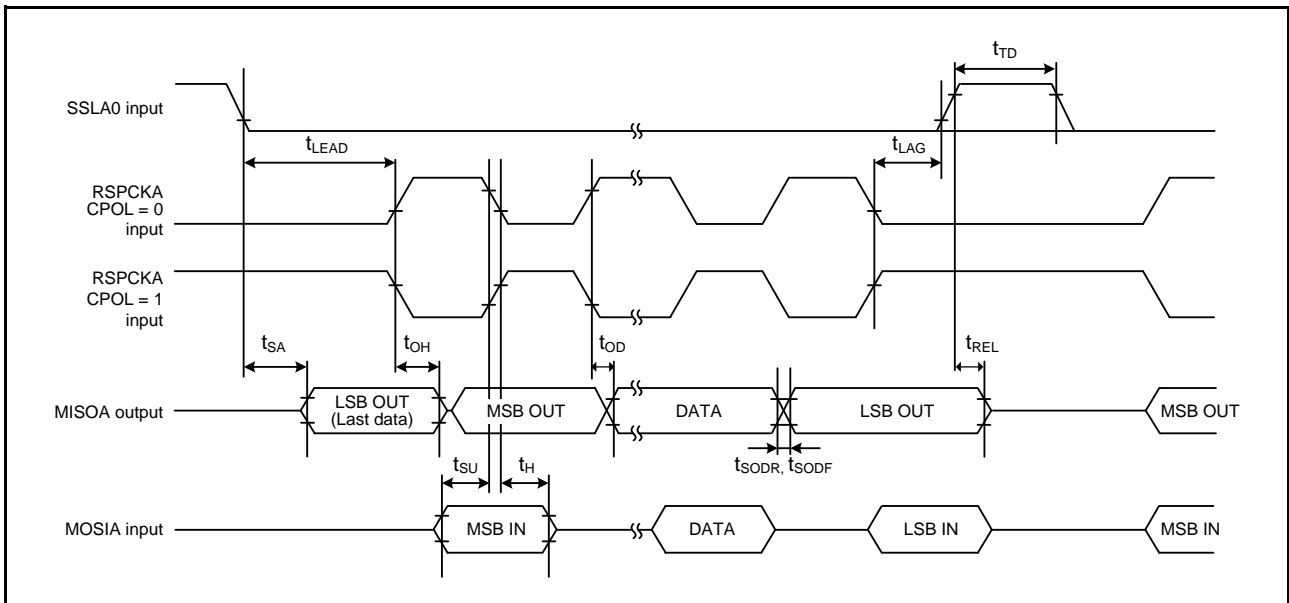 tTD
SSLA0 input
tLEAD
tLAG
RSPCKA
CPOL = 0
input
RSPCKA
CPOL = 1
input
tSA
tOH
tOD
tREL
MISOA output
LSB OUT
(Last data)
MSB OUT
DATA
LSB OUT
MSB OUT
tSU
tH
tSODR, tSODF
MOSIA input
MSB IN
DATA
LSB IN
MSB IN